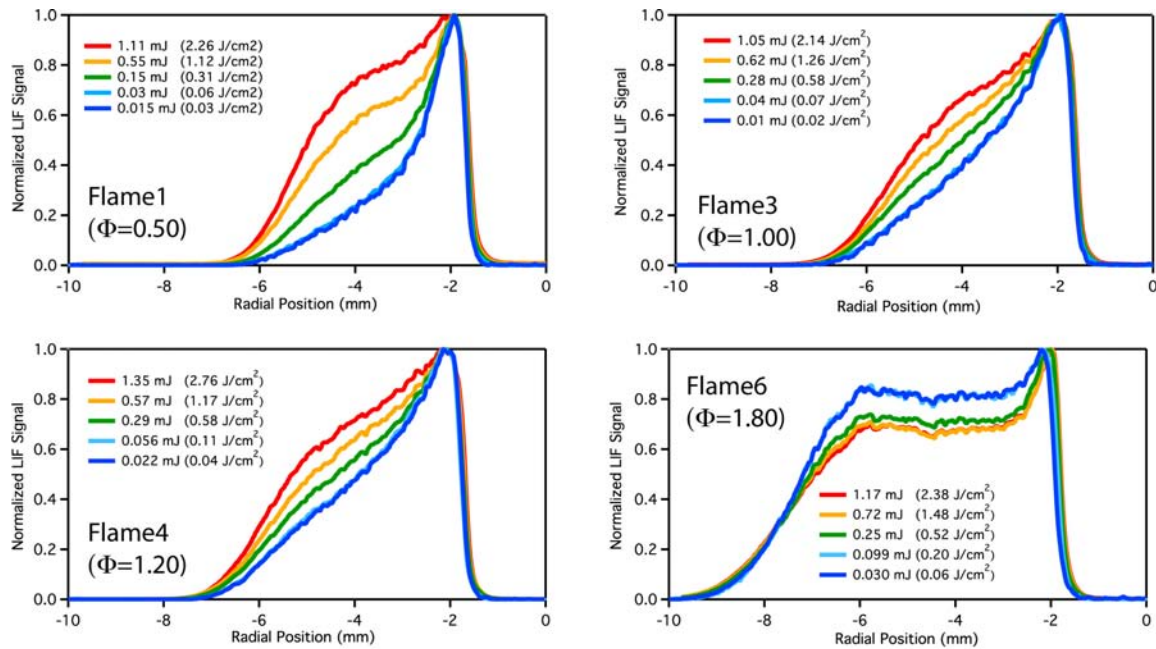 Normalized LIF Signal
1.0
0.8
0.6
0.4
0.2
0.0
1.11 mJ (2.26 J/cm2)
0.55 mJ (1.12 J/cm2)
0.15 mJ (0.31 J/cm2)
0.03 mJ (0.06 J/cm2)
0.015 mJ (0.03 J/cm2)
Flame1
(Φ=0.50)
-10 -8 -6 -4 -2 0
Radial Position (mm)
Normalized LIF Signal
1.0
0.8
0.6
0.4
0.2
0.0
1.05 mJ (2.14 J/cm²)
0.62 mJ (1.26 J/cm²)
0.28 mJ (0.58 J/cm²)
0.04 mJ (0.07 J/cm²)
0.01 mJ (0.02 J/cm²)
Flame3
(Φ=1.00)
-10 -8 -6 -4 -2 0
Radial Position (mm)
Normalized LIF Signal
1.0
0.8
0.6
0.4
0.2
0.0
1.35 mJ (2.76 J/cm²)
0.57 mJ (1.17 J/cm²)
0.29 mJ (0.58 J/cm²)
0.056 mJ (0.11 J/cm²)
0.022 mJ (0.04 J/cm²)
Flame4
(Φ=1.20)
-10 -8 -6 -4 -2 0
Radial Position (mm)
Normalized LIF Signal
1.0
0.8
0.6
0.4
0.2
0.0
Flame6
(Φ=1.80)
1.17 mJ (2.38 J/cm²)
0.72 mJ (1.48 J/cm²)
0.25 mJ (0.52 J/cm²)
0.099 mJ (0.20 J/cm²)
0.030 mJ (0.06 J/cm²)
-10 -8 -6 -4 -2 0
Radial Position (mm)